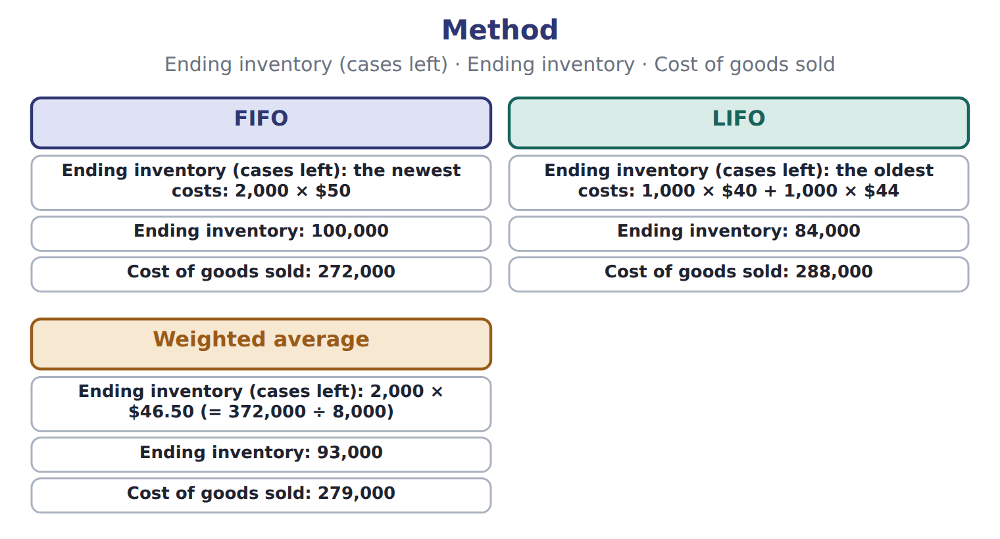 Method
Ending inventory (cases left) · Ending inventory · Cost of goods sold
FIFO
Ending inventory (cases left): the newest
costs: 2,000 × $50
Ending inventory: 100,000
Cost of goods sold: 272,000
LIFO
Ending inventory (cases left): the oldest
costs: 1,000 × $40 + 1,000 × $44
Ending inventory: 84,000
Cost of goods sold: 288,000
Weighted average
Ending inventory (cases left): 2,000 ×
$46.50 (= 372,000 ÷ 8,000)
Ending inventory: 93,000
Cost of goods sold: 279,000